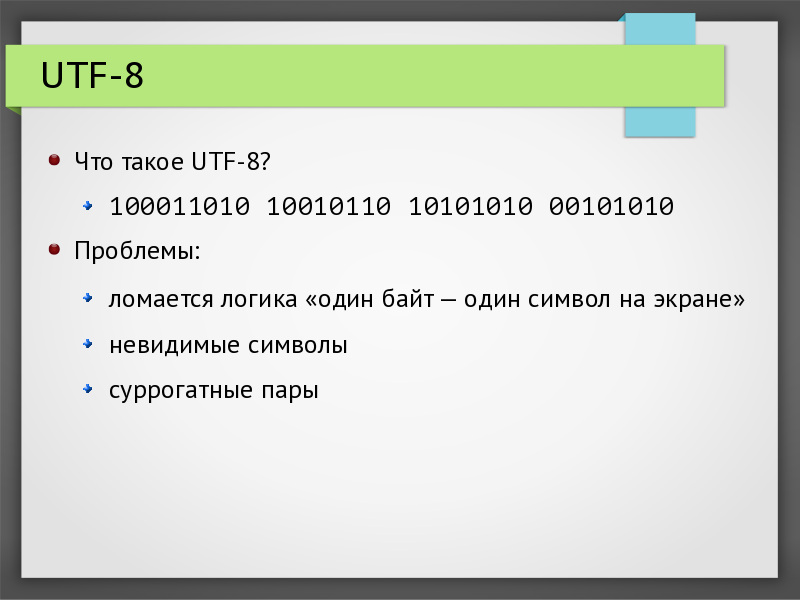 UTF-8
Что такое UTF-8?
100011010 10010110 10101010 00101010
Проблемы:
ломается логика «один байт — один символ на экране»
невидимые символы
суррогатные пары